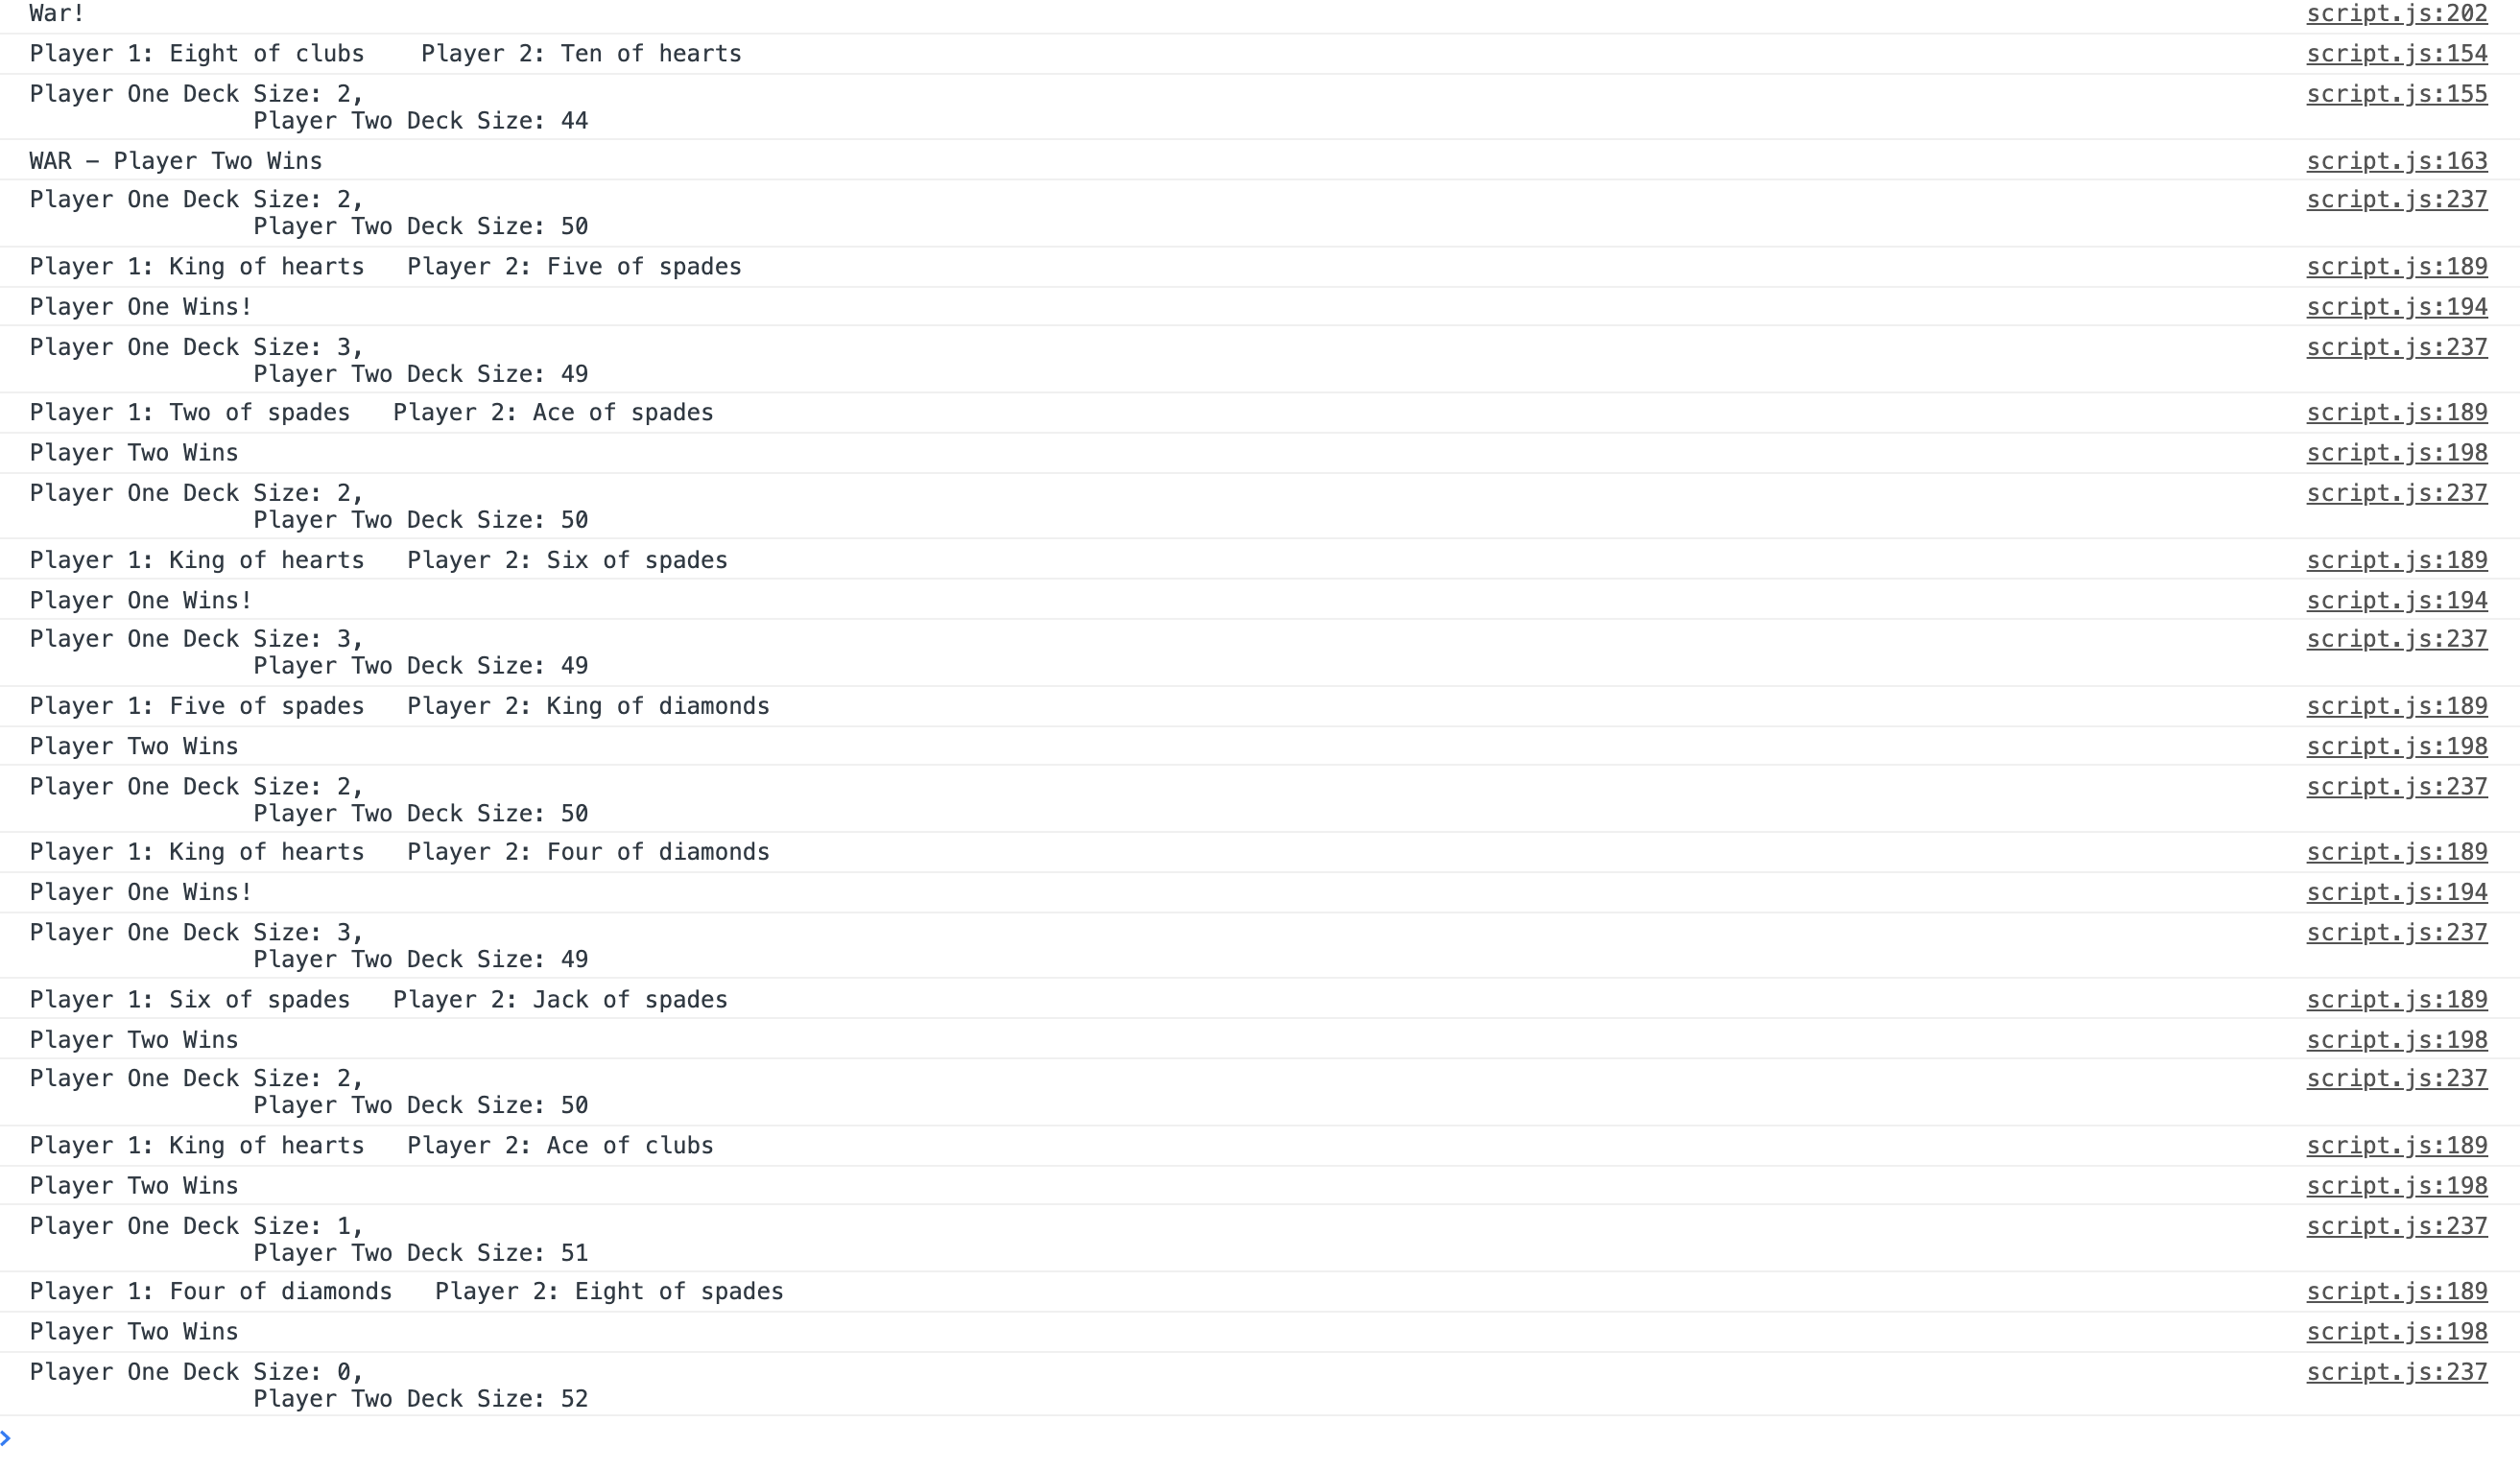 War! script.js:202
Player 1: Eight of clubs    Player 2: Ten of hearts script.js:154
Player One Deck Size: 2, script.js:155
                Player Two Deck Size: 44
WAR – Player Two Wins script.js:163
Player One Deck Size: 2, script.js:237
                Player Two Deck Size: 50
Player 1: King of hearts   Player 2: Five of spades script.js:189
Player One Wins! script.js:194
Player One Deck Size: 3, script.js:237
                Player Two Deck Size: 49
Player 1: Two of spades   Player 2: Ace of spades script.js:189
Player Two Wins script.js:198
Player One Deck Size: 2, script.js:237
                Player Two Deck Size: 50
Player 1: King of hearts   Player 2: Six of spades script.js:189
Player One Wins! script.js:194
Player One Deck Size: 3, script.js:237
                Player Two Deck Size: 49
Player 1: Five of spades   Player 2: King of diamonds script.js:189
Player Two Wins script.js:198
Player One Deck Size: 2, script.js:237
                Player Two Deck Size: 50
Player 1: King of hearts   Player 2: Four of diamonds script.js:189
Player One Wins! script.js:194
Player One Deck Size: 3, script.js:237
                Player Two Deck Size: 49
Player 1: Six of spades   Player 2: Jack of spades script.js:189
Player Two Wins script.js:198
Player One Deck Size: 2, script.js:237
                Player Two Deck Size: 50
Player 1: King of hearts   Player 2: Ace of clubs script.js:189
Player Two Wins script.js:198
Player One Deck Size: 1, script.js:237
                Player Two Deck Size: 51
Player 1: Four of diamonds   Player 2: Eight of spades script.js:189
Player Two Wins script.js:198
Player One Deck Size: 0, script.js:237
                Player Two Deck Size: 52